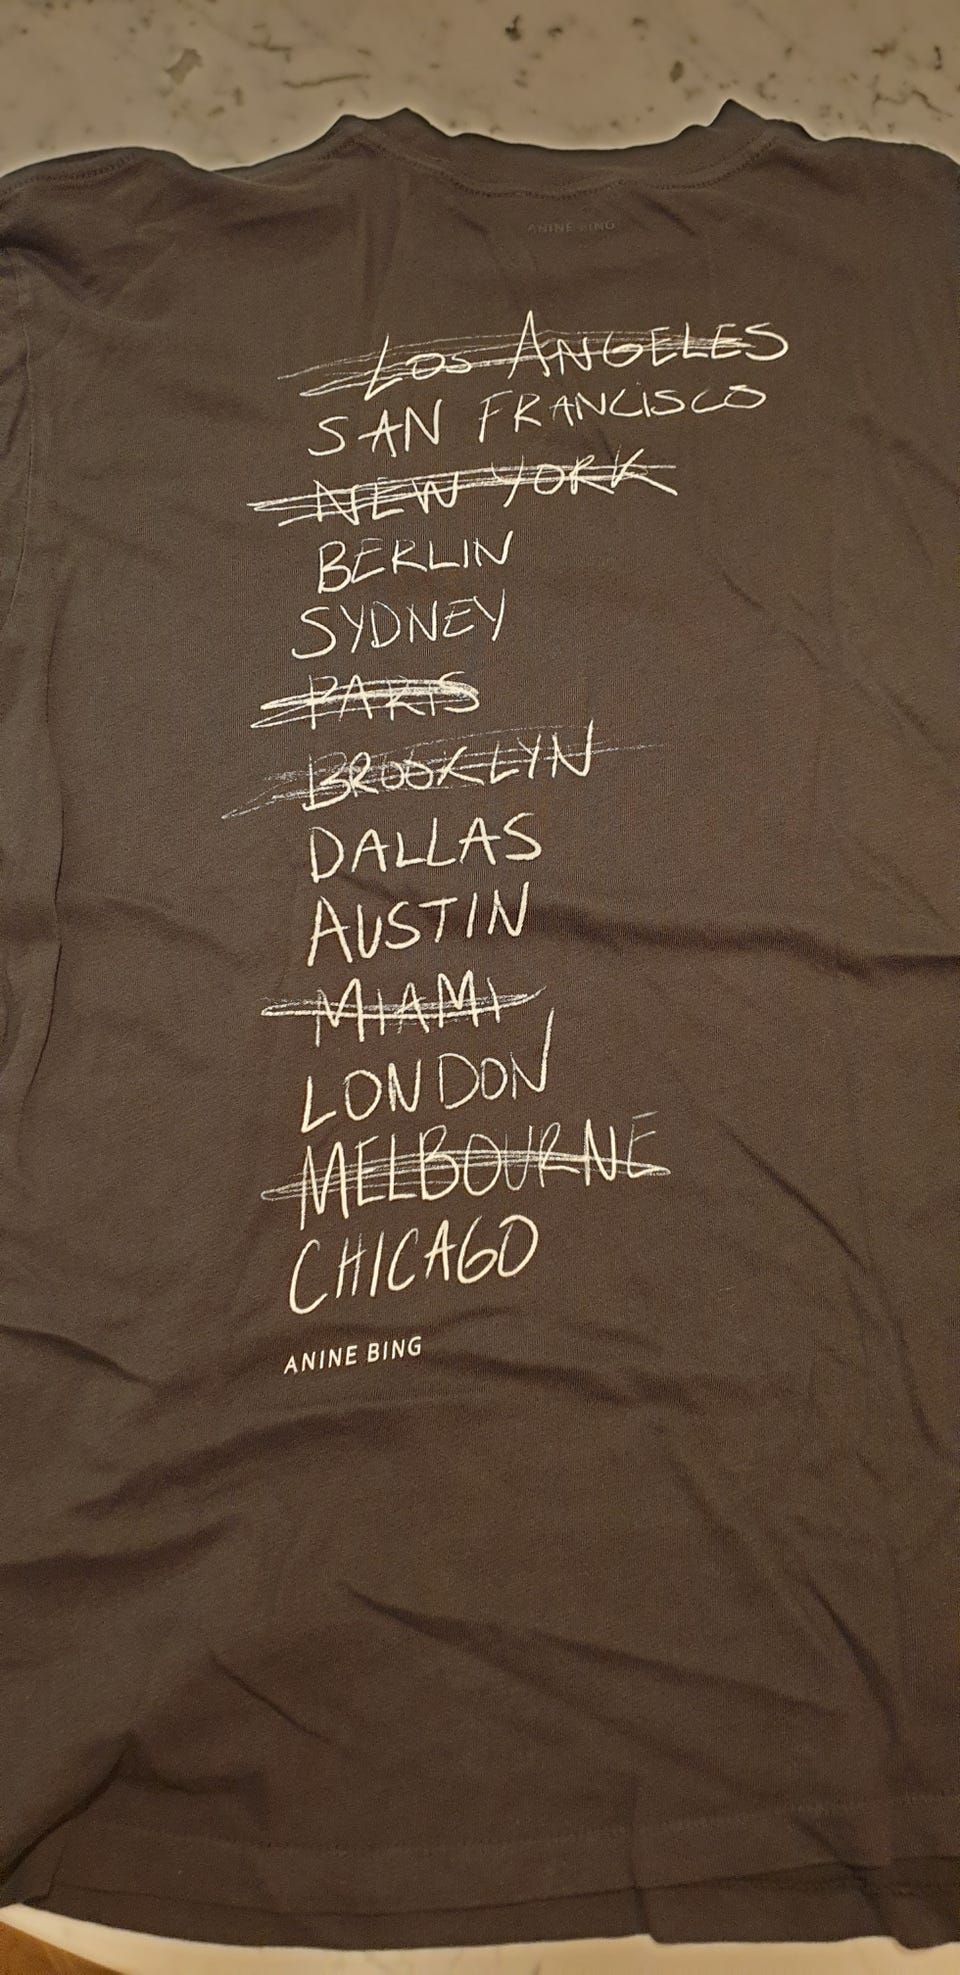 ANINE BING
LOS ANGELES
SAN FRANCISCO
NEW YORK
BERLIN
SYDNEY
PARIS
BROOKLYN
DALLAS
AUSTIN
MIAMI
LONDON
MELBOURNE
CHICAGO
ANINE BING